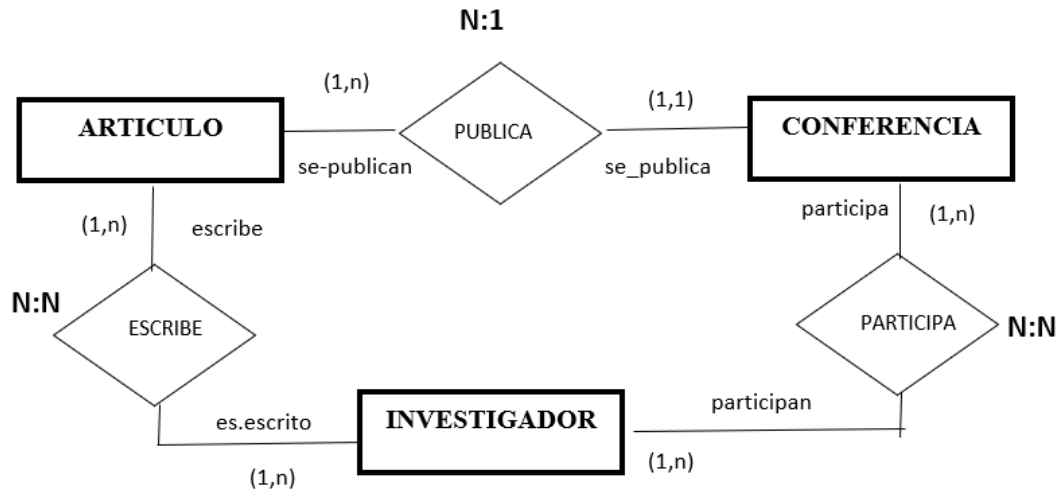 N:1
(1,n)
(1,1)
ARTICULO
PUBLICA
CONFERENCIA
se-publican
se_publica
(1,n)
escribe
participa
(1,n)
N:N
ESCRIBE
PARTICIPA
N:N
es.escrito
INVESTIGADOR
participan
(1,n)
(1,n)